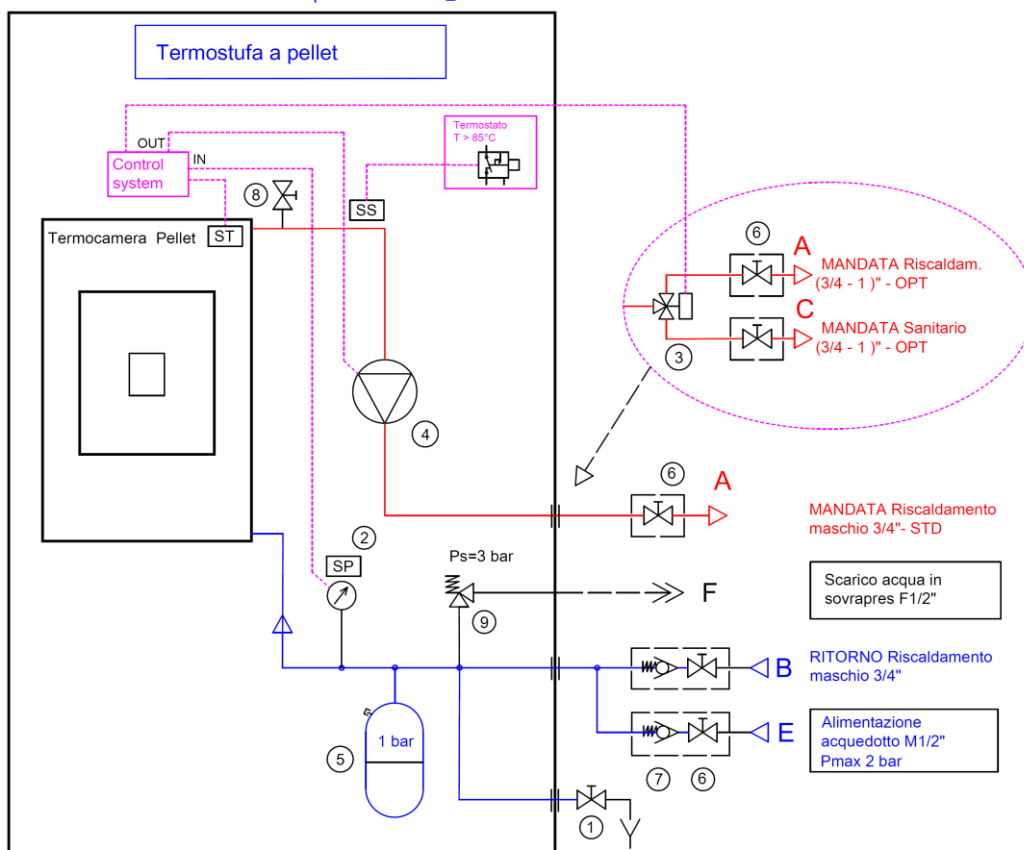 Termostufa a pellet
Termostato
T > 85°C
OUT
IN
Control
system
8
SS
Termocamera Pellet
ST
6
A
MANDATA Riscaldam.
(3/4 - 1 )" - OPT
C
MANDATA Sanitario
(3/4 - 1 )" - OPT
3
4
6
A
MANDATA Riscaldamento
maschio 3/4"- STD
2
SP
Ps=3 bar
F
Scarico acqua in
sovrapres F1/2"
9
B
RITORNO Riscaldamento
maschio 3/4"
1 bar
5
E
Alimentazione
acquedotto M1/2"
Pmax 2 bar
7
6
1